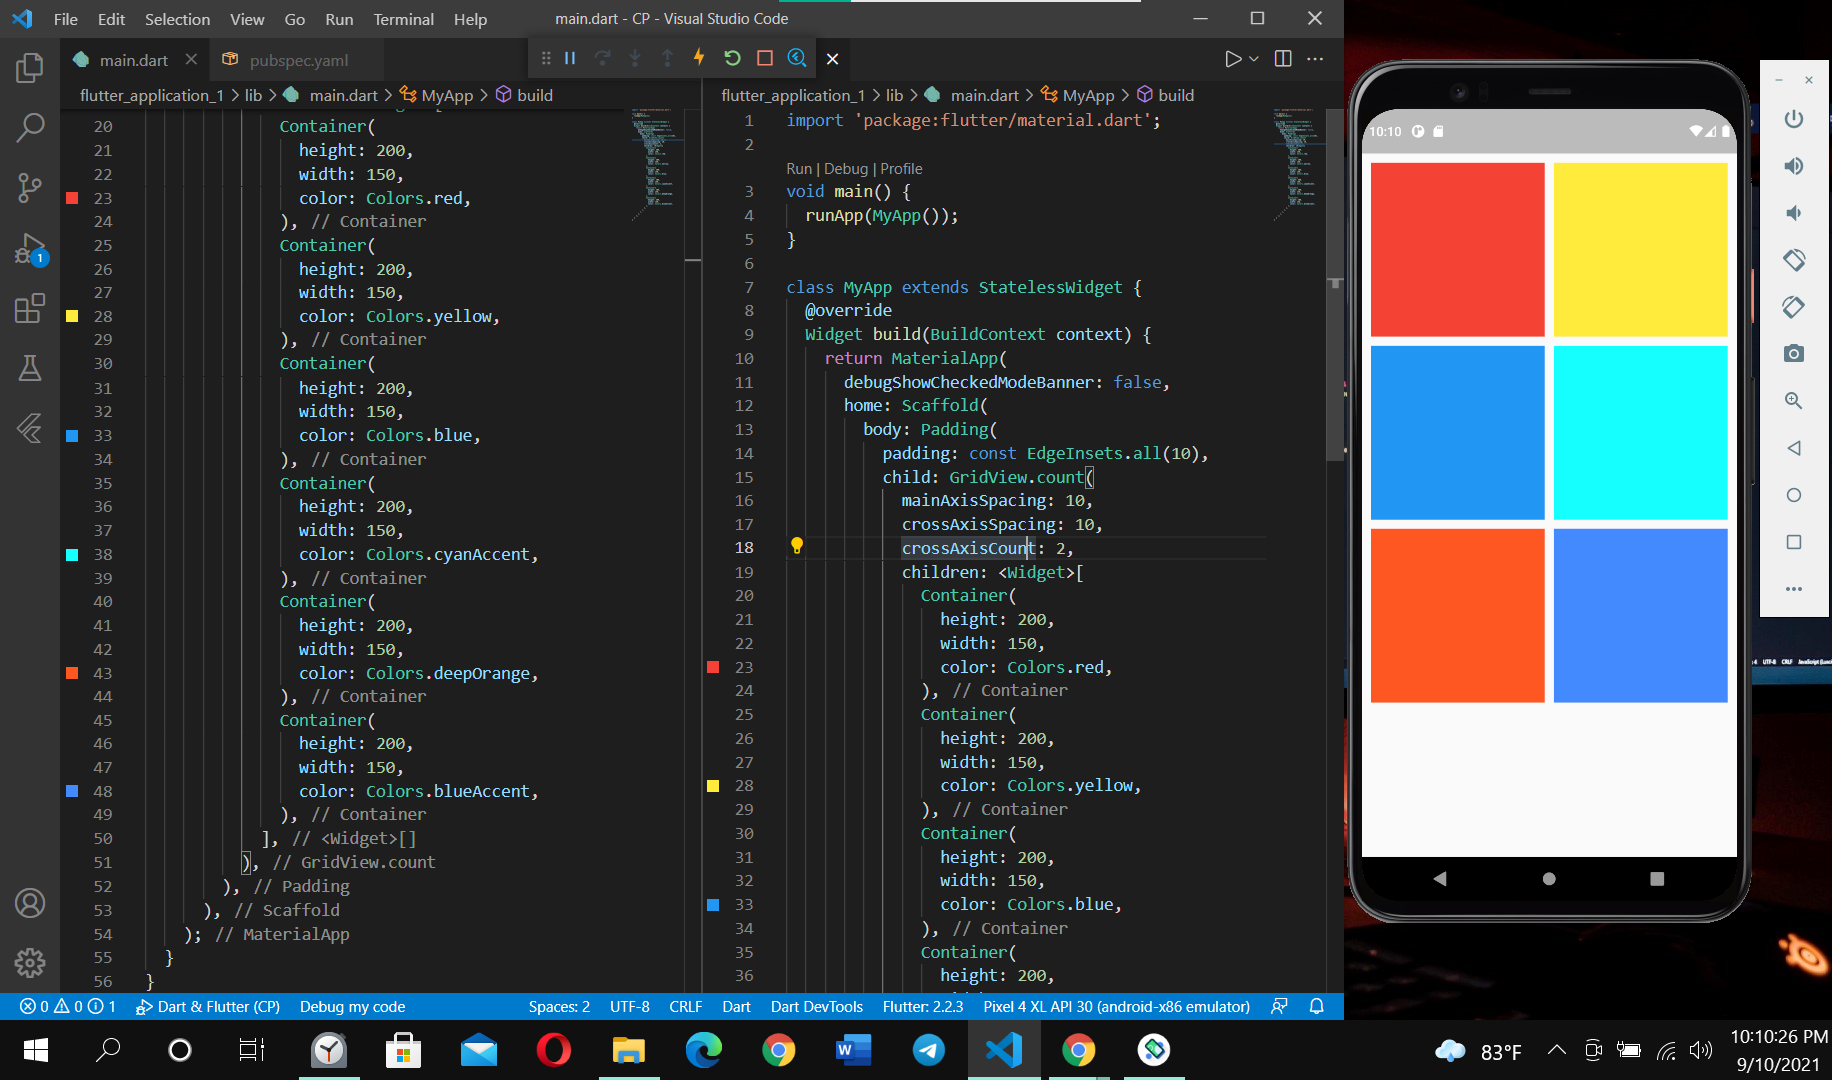 File Edit Selection View Go Run Terminal Help main.dart - CP - Visual Studio Code
main.dart pubspec.yaml
flutter_application_1 > lib > main.dart > MyApp > build
20 Container(
21 height: 200,
22 width: 150,
23 color: Colors.red,
24 ), // Container
25 Container(
26 height: 200,
27 width: 150,
28 color: Colors.yellow,
29 ), // Container
30 Container(
31 height: 200,
32 width: 150,
33 color: Colors.blue,
34 ), // Container
35 Container(
36 height: 200,
37 width: 150,
38 color: Colors.cyanAccent,
39 ), // Container
40 Container(
41 height: 200,
42 width: 150,
43 color: Colors.deepOrange,
44 ), // Container
45 Container(
46 height: 200,
47 width: 150,
48 color: Colors.blueAccent,
49 ), // Container
50 ], // <Widget>[]
51 ), // GridView.count
52 ), // Padding
53 ), // Scaffold
54 ); // MaterialApp
55 }
56 }
flutter_application_1 > lib > main.dart > MyApp > build
1 import 'package:flutter/material.dart';
2
Run | Debug | Profile
3 void main() {
4 runApp(MyApp());
5 }
6
7 class MyApp extends StatelessWidget {
8 @override
9 Widget build(BuildContext context) {
10 return MaterialApp(
11 debugShowCheckedModeBanner: false,
12 home: Scaffold(
13 body: Padding(
14 padding: const EdgeInsets.all(10),
15 child: GridView.count(
16 mainAxisSpacing: 10,
17 crossAxisSpacing: 10,
18 crossAxisCount: 2,
19 children: <Widget>[
20 Container(
21 height: 200,
22 width: 150,
23 color: Colors.red,
24 ), // Container
25 Container(
26 height: 200,
27 width: 150,
28 color: Colors.yellow,
29 ), // Container
30 Container(
31 height: 200,
32 width: 150,
33 color: Colors.blue,
34 ), // Container
35 Container(
36 height: 200,
10:10
1
0 0 1 Dart & Flutter (CP) Debug my code Spaces: 2 UTF-8 CRLF Dart Dart DevTools Flutter: 2.2.3 Pixel 4 XL API 30 (android-x86 emulator)
83°F
10:10:26 PM
9/10/2021